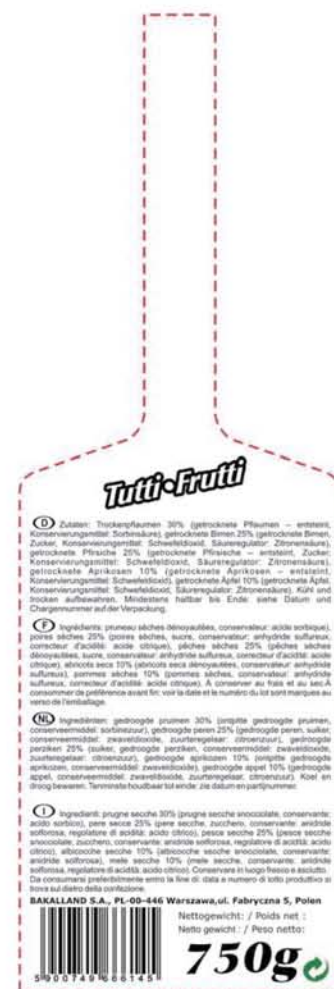 Tutti•Frutti
D Zutaten: Trockenpflaumen 30% (getrocknete Pflaumen – entsteint,
Konservierungsmittel: Sorbinsäure), getrocknete Birnen 25% (getrocknete Birnen,
Zucker, Konservierungsmittel: Schwefeldioxid, Säureregulator: Zitronensäure),
getrocknete Pfirsiche 25% (getrocknete Pfirsische – entsteint, Zucker,
Konservierungsmittel: Schwefeldioxid, Säureregulator: Zitronensäure),
getrocknete Aprikosen 10% (getrocknete Aprikosen – entsteint,
Konservierungsmittel: Schwefeldioxid), getrocknete Äpfel 10% (getrocknete Äpfel,
Konservierungsmittel: Schwefeldioxid, Säureregulator: Zitronensäure). Kühl und
trocken aufbewahren. Mindestens haltbar bis Ende: siehe Datum und
Chargennummer auf der Verpackung.
F Ingrédients: pruneau sèches dénoyautées, conservateur: acide sorbique),
poires sèches 25% (poires sèches, sucre, conservateur: anhydride sulfureux,
correcteur d'acidité: acide citrique), pêches sèches 25% (pêches sèches
dénoyautées, sucre, conservateur: anhydride sulfureux, correcteur d'acidité: acide
citrique), abricots secs 10% (abricots secs dénoyautées, conservateur: anhydride
sulfureux), pommes sèches 10% (pommes sèches, conservateur: anhydride
sulfureux, correcteur d'acidité: acide citrique). À conserver au frais et au sec.À
consommer de préférence avant fin: voir la date et le numéro du lot sont marqués au
verso de l'emballage.
NL Ingrediënten: gedroogde pruimen 30% (ontpitte gedroogde pruimen,
conserveermiddel: sorbinezuur), gedroogde peren 25% (gedroogde peren, suiker,
conserveermiddel: zwaveldioxide, zuurteregelaar: citroenzuur), gedroogde
perziken 25% (suiker, gedroogde perziken, conserveermiddel: zwaveldioxide,
zuurteregelaar: citroenzuur), gedroogde aprikozen 10% (ontpitte gedroogde
aprikozen, conserveermiddel: zwaveldioxide), gedroogde appel 10% (gedroogde
appel, conserveermiddel: zwaveldioxide, zuurteregelaar: citroenzuur). Koel en
droog bewaren. Tenminste houdbaar tot einde: zie datum en partijnummer.
I Ingredienti: prugne secche 30% (prugne secche snocciolate, conservante:
acido sorbico), pere secce 25% (pere secche, zucchero, conservante: anidride
solforosa, regolatore di acidità: acido citrico), pesce secche 25% (pesce secche
snocciolate, zucchero, conservante: anidride solforosa, regolatore di acidità: acido
citrico), albicocche secche 10% (albicocche secche snocciolate, conservante:
anidride solforosa), mele secche 10% (mele secche, conservante: anidride
solforosa, regolatore di acidità: acido citrico). Conservare in luogo fresco e asciutto.
Da consumarsi preferibilmente entro la fine di: data e numero di lotto produttivo si
trova sul dietro della confezione.
BAKALLAND S.A., PL-00-446 Warszawa,ul. Fabryczna 5, Polen
Nettogewicht: / Poids net :
Netto gewicht : / Peso netto:
750g
5 900749 666145